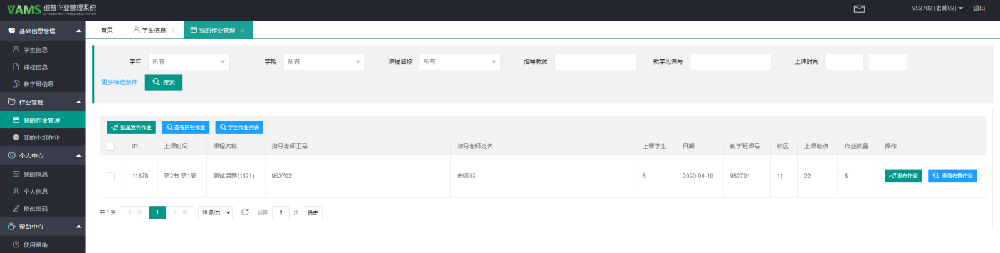 VAMS 维普作业管理系统
VIP ASSIGNMENT MANAGEMENT SYSTEM
952702 [老师02] 退出
基础信息管理
学生信息
课程信息
教学班信息
作业管理
我的作业管理
我的小组作业
个人中心
我的消息
个人信息
修改密码
帮助中心
使用帮助
首页 学生信息 × 我的作业管理 ×
学年 所有 学期 所有 课程名称 所有 指导教师 教学班课号 上课时间
更多筛选条件 搜索
批量发布作业 查看所有作业 学生作业列表
ID 上课时间 课程名称 指导老师工号 指导老师姓名 上课学生 日期 教学班课号 校区 上课地点 作业数量 操作
11678 第2节 第1周 测试课题(1121) 952702 老师02 6 2020-04-10 952701 11 22 6 发布作业 查看布置作业
共 1 条 上一页 1 下一页 10 条/页 到第 1 页 确定